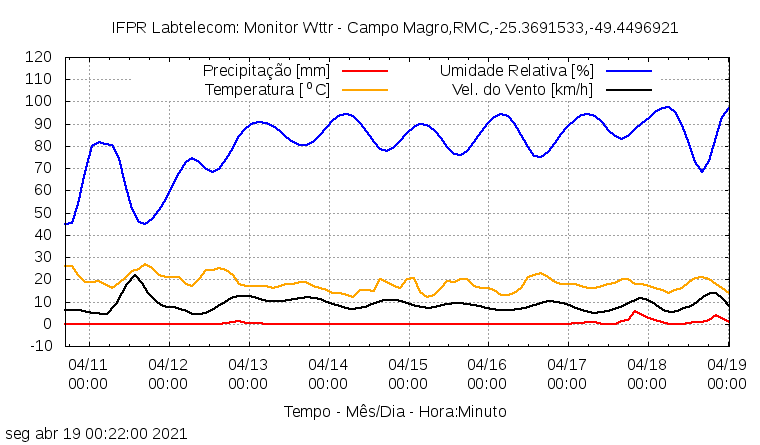 IFPR Labtelecom: Monitor Wttr - Campo Magro,RMC,-25.3691533,-49.4496921
Precipitação [mm]
Temperatura [⁰C]
Umidade Relativa [%]
Vel. do Vento [km/h]
120
110
100
90
80
70
60
50
40
30
20
10
0
-10
04/11 04/12 04/13 04/14 04/15 04/16 04/17 04/18 04/19
00:00 00:00 00:00 00:00 00:00 00:00 00:00 00:00 00:00
Tempo - Mês/Dia - Hora:Minuto
seg abr 19 00:22:00 2021